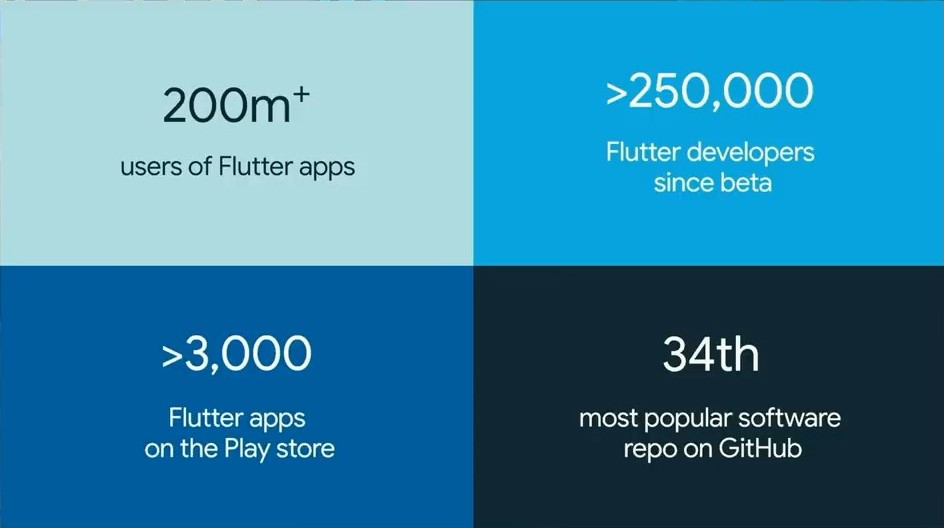 200m+
users of Flutter apps
>250,000
Flutter developers
since beta
>3,000
Flutter apps
on the Play store
34th
most popular software
repo on GitHub